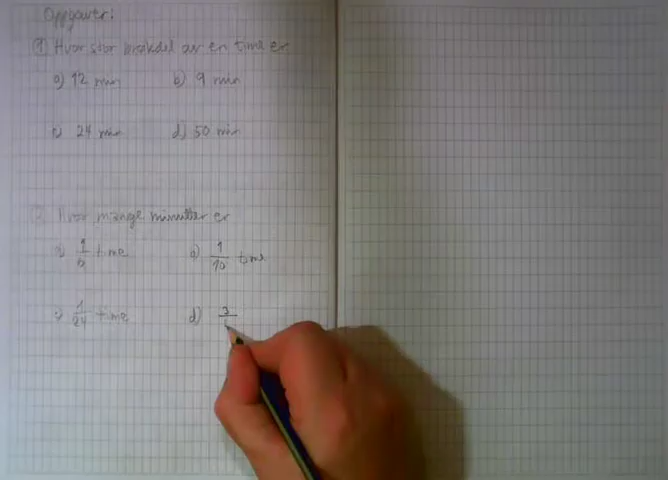 Oppgaver:
1 Hvor stor brøkdel av en time er
a) 12 min b) 9 min
c) 24 min d) 50 min
2 Hvor mange minutter er
a) 1/6 time b) 1/10 time
c) 1/24 time d)